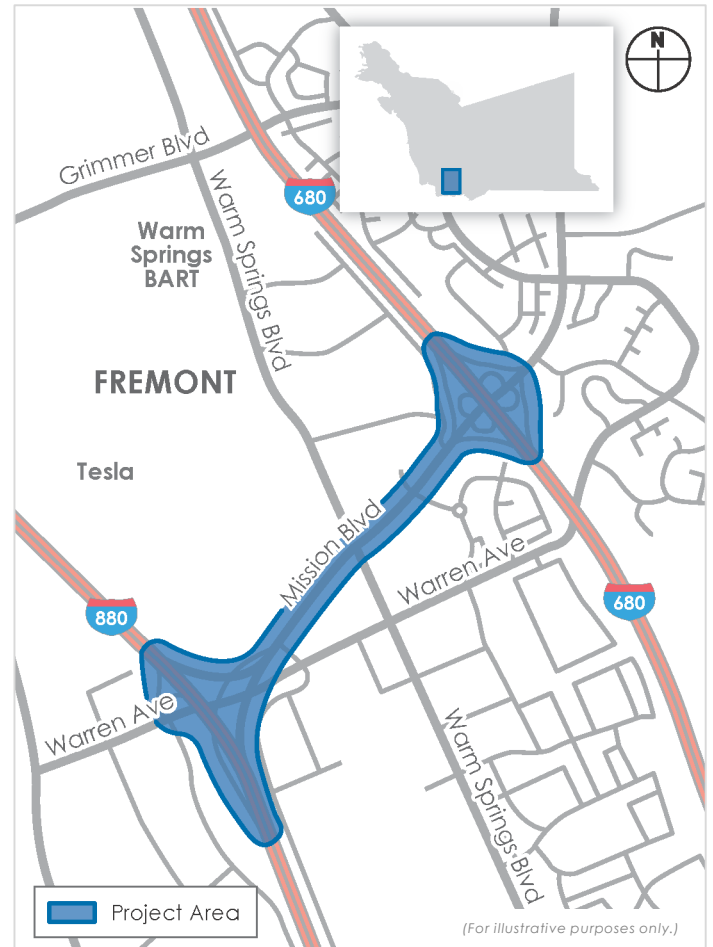 N
Grimmer Blvd
680
Warm Springs Blvd
Warm
Springs
BART
FREMONT
Tesla
Mission Blvd
Warren Ave
680
880
Warren Ave
Warm Springs Blvd
Project Area
(For illustrative purposes only.)